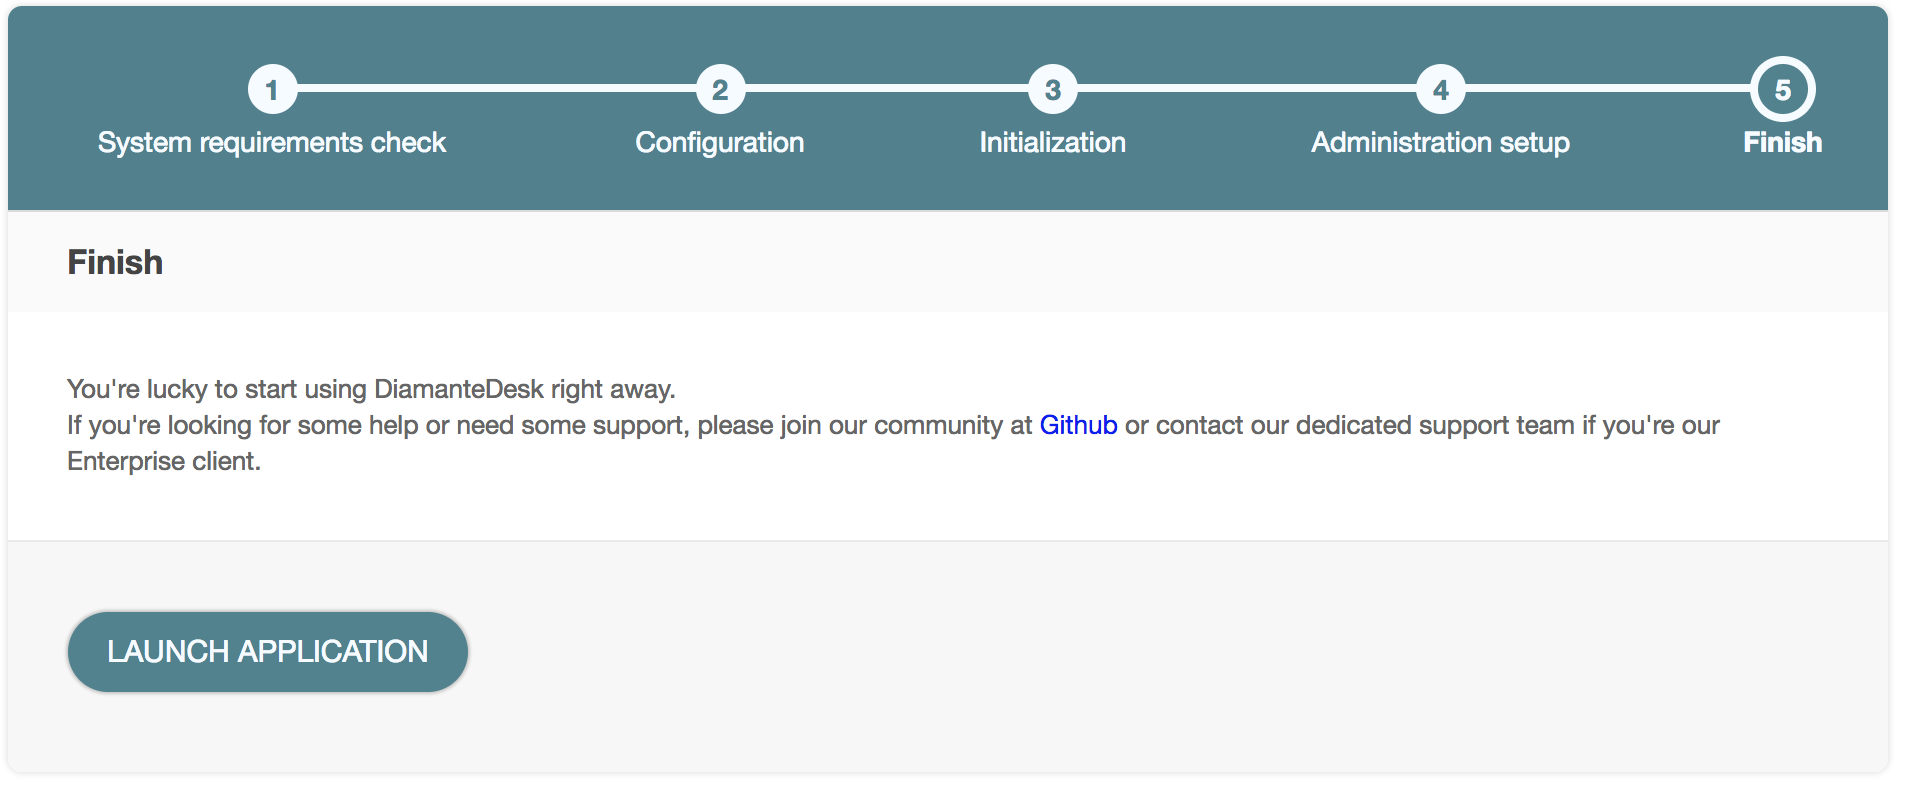 1 2 3 4 5
System requirements check Configuration Initialization Administration setup Finish
Finish
You're lucky to start using DiamanteDesk right away.
If you're looking for some help or need some support, please join our community at Github or contact our dedicated support team if you're our
Enterprise client.
LAUNCH APPLICATION